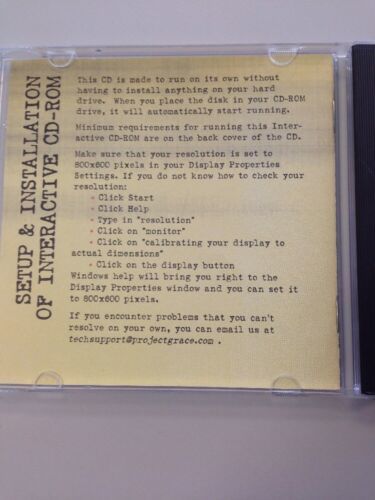 SETUP & INSTALLATION
OF INTERACTIVE CD-ROM
This CD is made to run on its own without
having to install anything on your hard
drive. When you place the disk in your CD-ROM
drive, it will automatically start running.
Minimum requirements for running this Inter-
active CD-ROM are on the back cover of the CD.
Make sure that your resolution is set to
800x600 pixels in your Display Properties
Settings. If you do not know how to check your
resolution:
• Click Start
• Click Help
• Type in "resolution"
• Click on "monitor"
• Click on "calibrating your display to
actual dimensions"
• Click on the display button
Windows help will bring you right to the
Display Properties window and you can set it
to 800x600 pixels.
If you encounter problems that you can't
resolve on your own, you can email us at
techsupport@projectgrace.com .